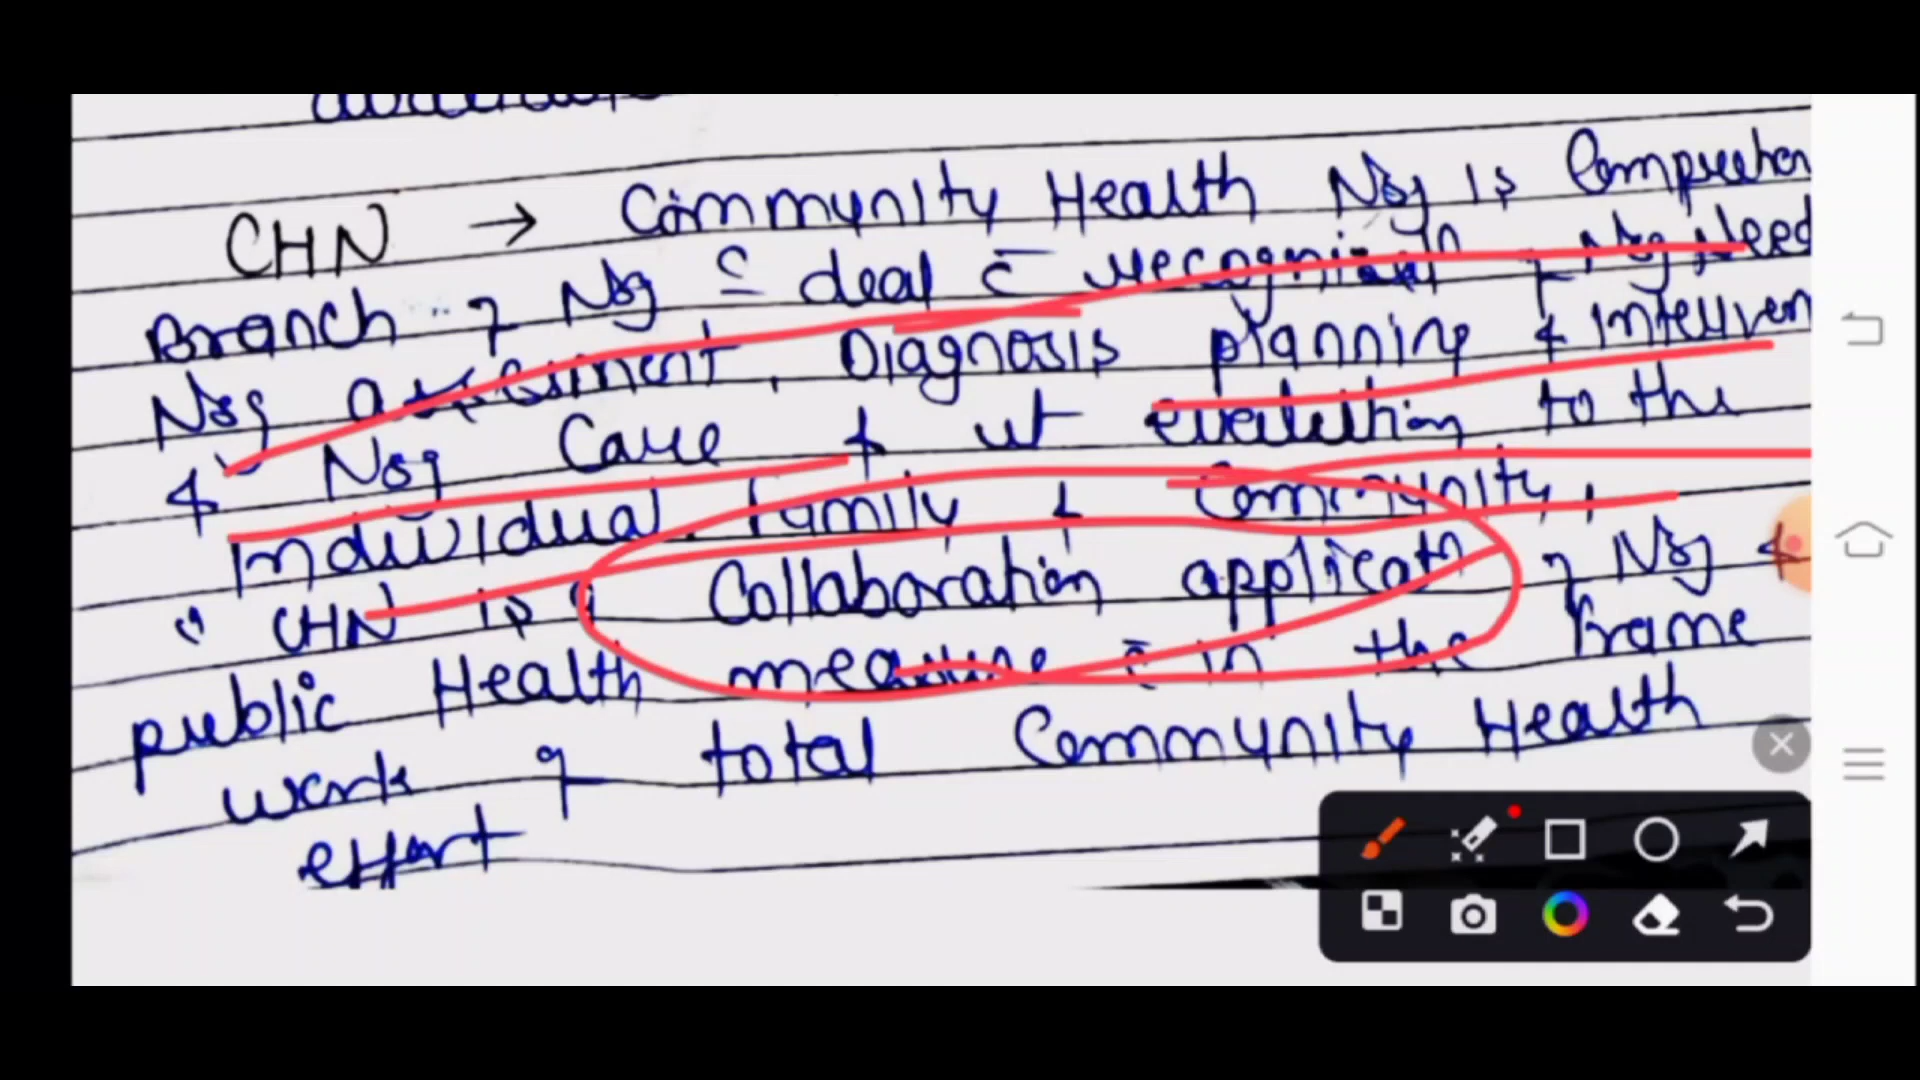 CHN → Community Health Nsg is Comprehen
Branch of Nsg c̄ deal c̄ recognizatn of Nsg Need
Nsg assessment, Diagnosis planning & interven
& Nsg Care & ut evaluation to the
individual, family & Community,
" CHN is a Collaboration applicatn of Nsg &
public Health measure c̄ in the frame
work of total Community Health
effort